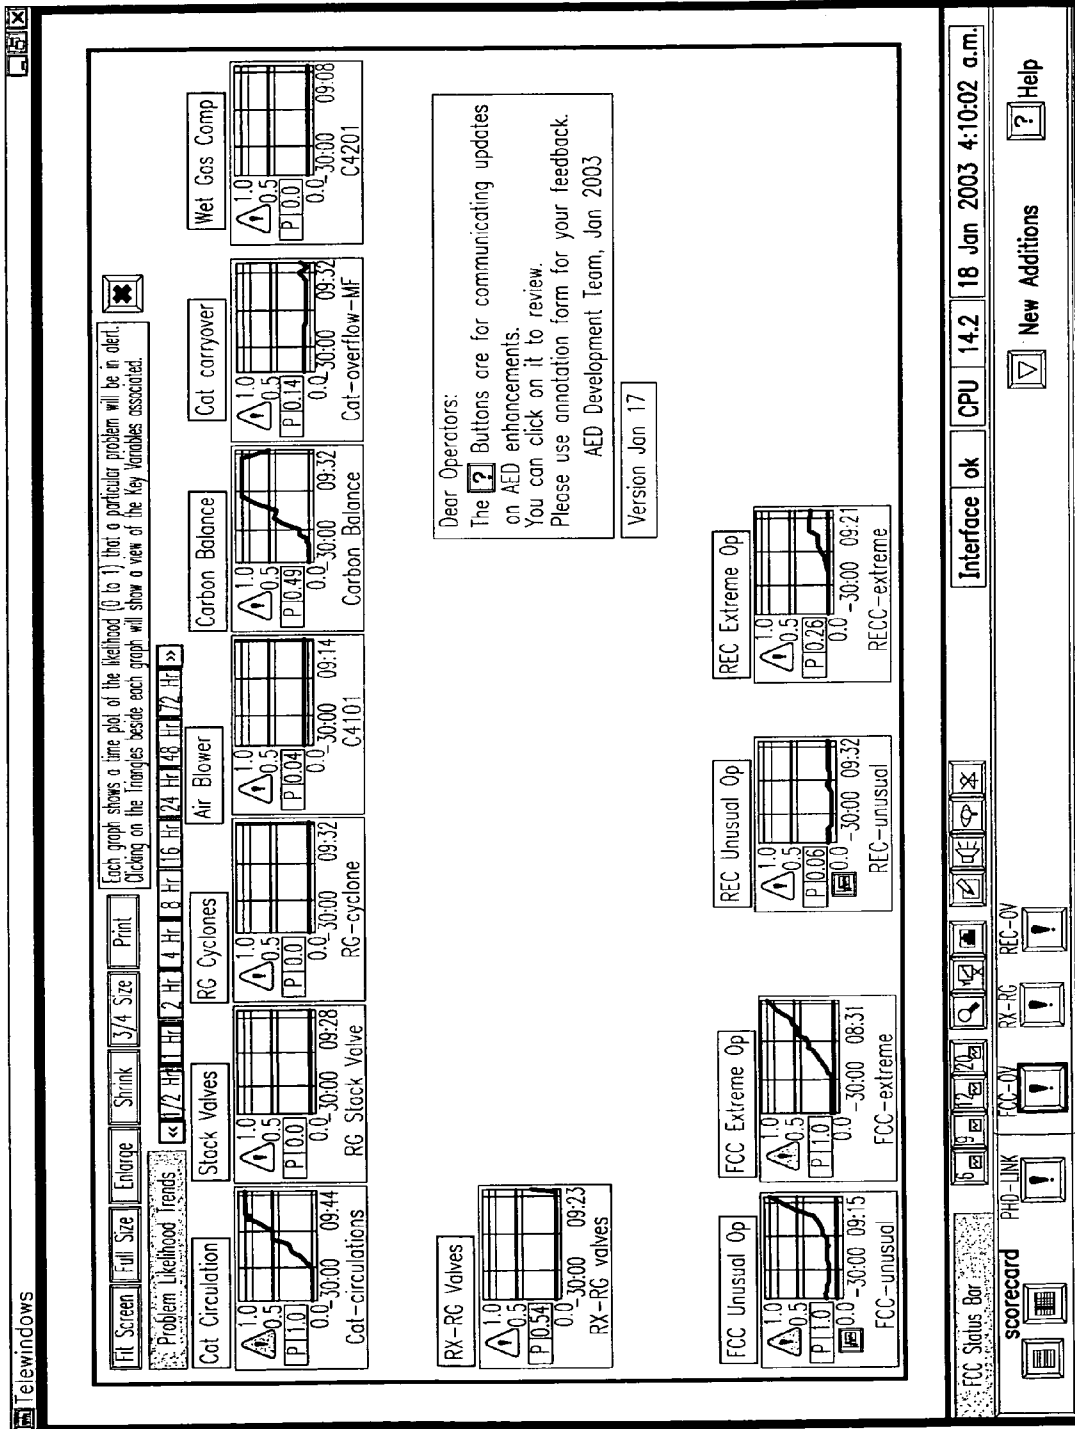 Telewindows
Fit Screen Full Size Enlarge Shrink 3/4 Size Print
Each graph shows a time plot of the likelihood (0 to 1) that a particular problem will be in alert.
Clicking on the Triangles beside each graph will show a view of the Key Variables associated.
Problem Likelihood Trends
« 1/2 Hr 1 Hr 2 Hr 4 Hr 8 Hr 16 Hr 24 Hr 48 Hr 72 Hr »
Cat Circulation
1.0
0.5
P 1.0
0.0
-30:00 09:44
Cat-circulations
Stack Valves
1.0
0.5
P 0.0
0.0
-30:00 09:28
RG Stack Valve
RG Cyclones
1.0
0.5
P 0.0
0.0
-30:00 09:32
RG-cyclone
Air Blower
1.0
0.5
P 0.04
0.0
-30:00 09:14
C4101
Carbon Balance
1.0
0.5
P 0.49
0.0
-30:00 09:32
Carbon Balance
Cat carryover
1.0
0.5
P 0.14
0.0
-30:00 09:32
Cat-overflow-MF
Wet Gas Comp
1.0
0.5
P 0.0
0.0
-30:00 09:08
C4201
RX-RG Valves
1.0
0.5
P 0.54
0.0
-30:00 09:23
RX-RG valves
Dear Operators:
The ? Buttons are for communicating updates
on AED enhancements.
You can click on it to review.
Please use annotation form for your feedback.
AED Development Team, Jan 2003
Version Jan 17
FCC Unusual Op
1.0
0.5
P 1.0
0.0
-30:00 09:15
FCC-unusual
FCC Extreme Op
1.0
0.5
P 1.0
0.0
-30:00 08:31
FCC-extreme
REC Unusual Op
1.0
0.5
P 0.06
0.0
-30:00 09:32
REC-unusual
REC Extreme Op
1.0
0.5
P 0.26
0.0
-30:00 09:21
RECC-extreme
FCC Status Bar 6 9 12 20 Interface ok CPU 14.2 18 Jan 2003 4:10:02 a.m.
scorecard PHD-LINK FCC-OV RX-RG REC-OV
New Additions ? Help